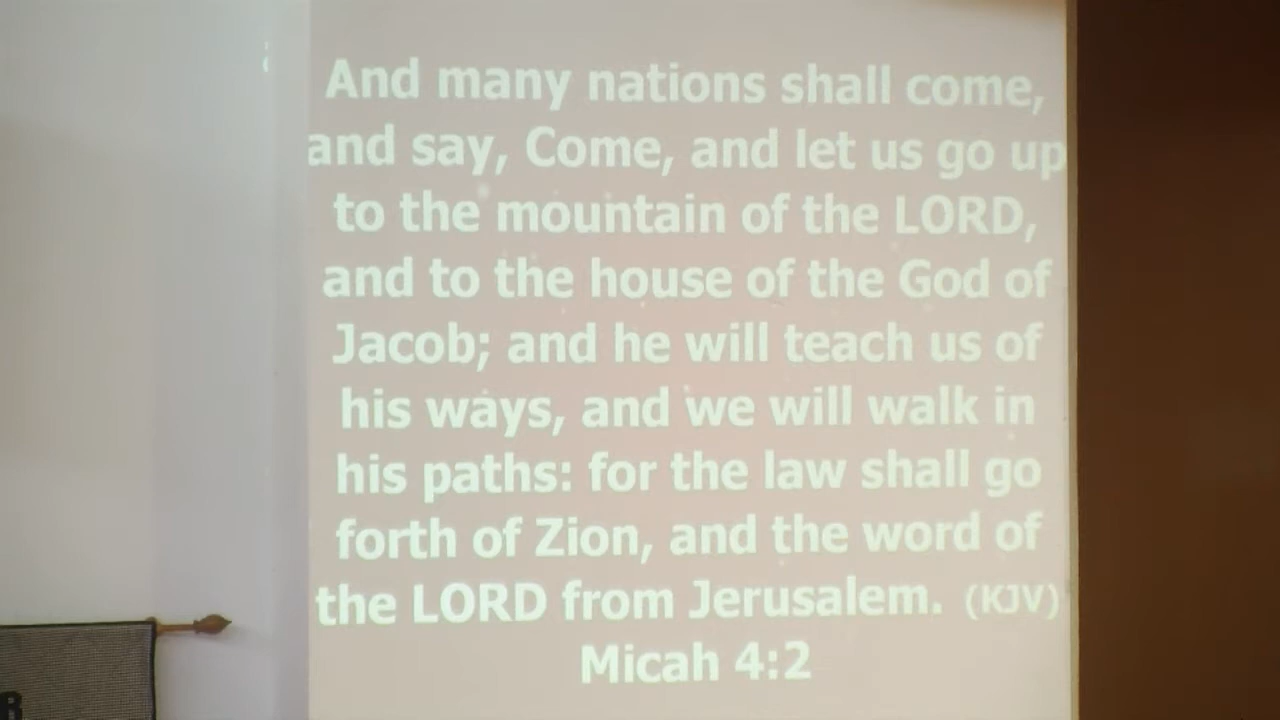 And many nations shall come,
and say, Come, and let us go up
to the mountain of the LORD,
and to the house of the God of
Jacob; and he will teach us of
his ways, and we will walk in
his paths: for the law shall go
forth of Zion, and the word of
the LORD from Jerusalem. (KJV)
Micah 4:2